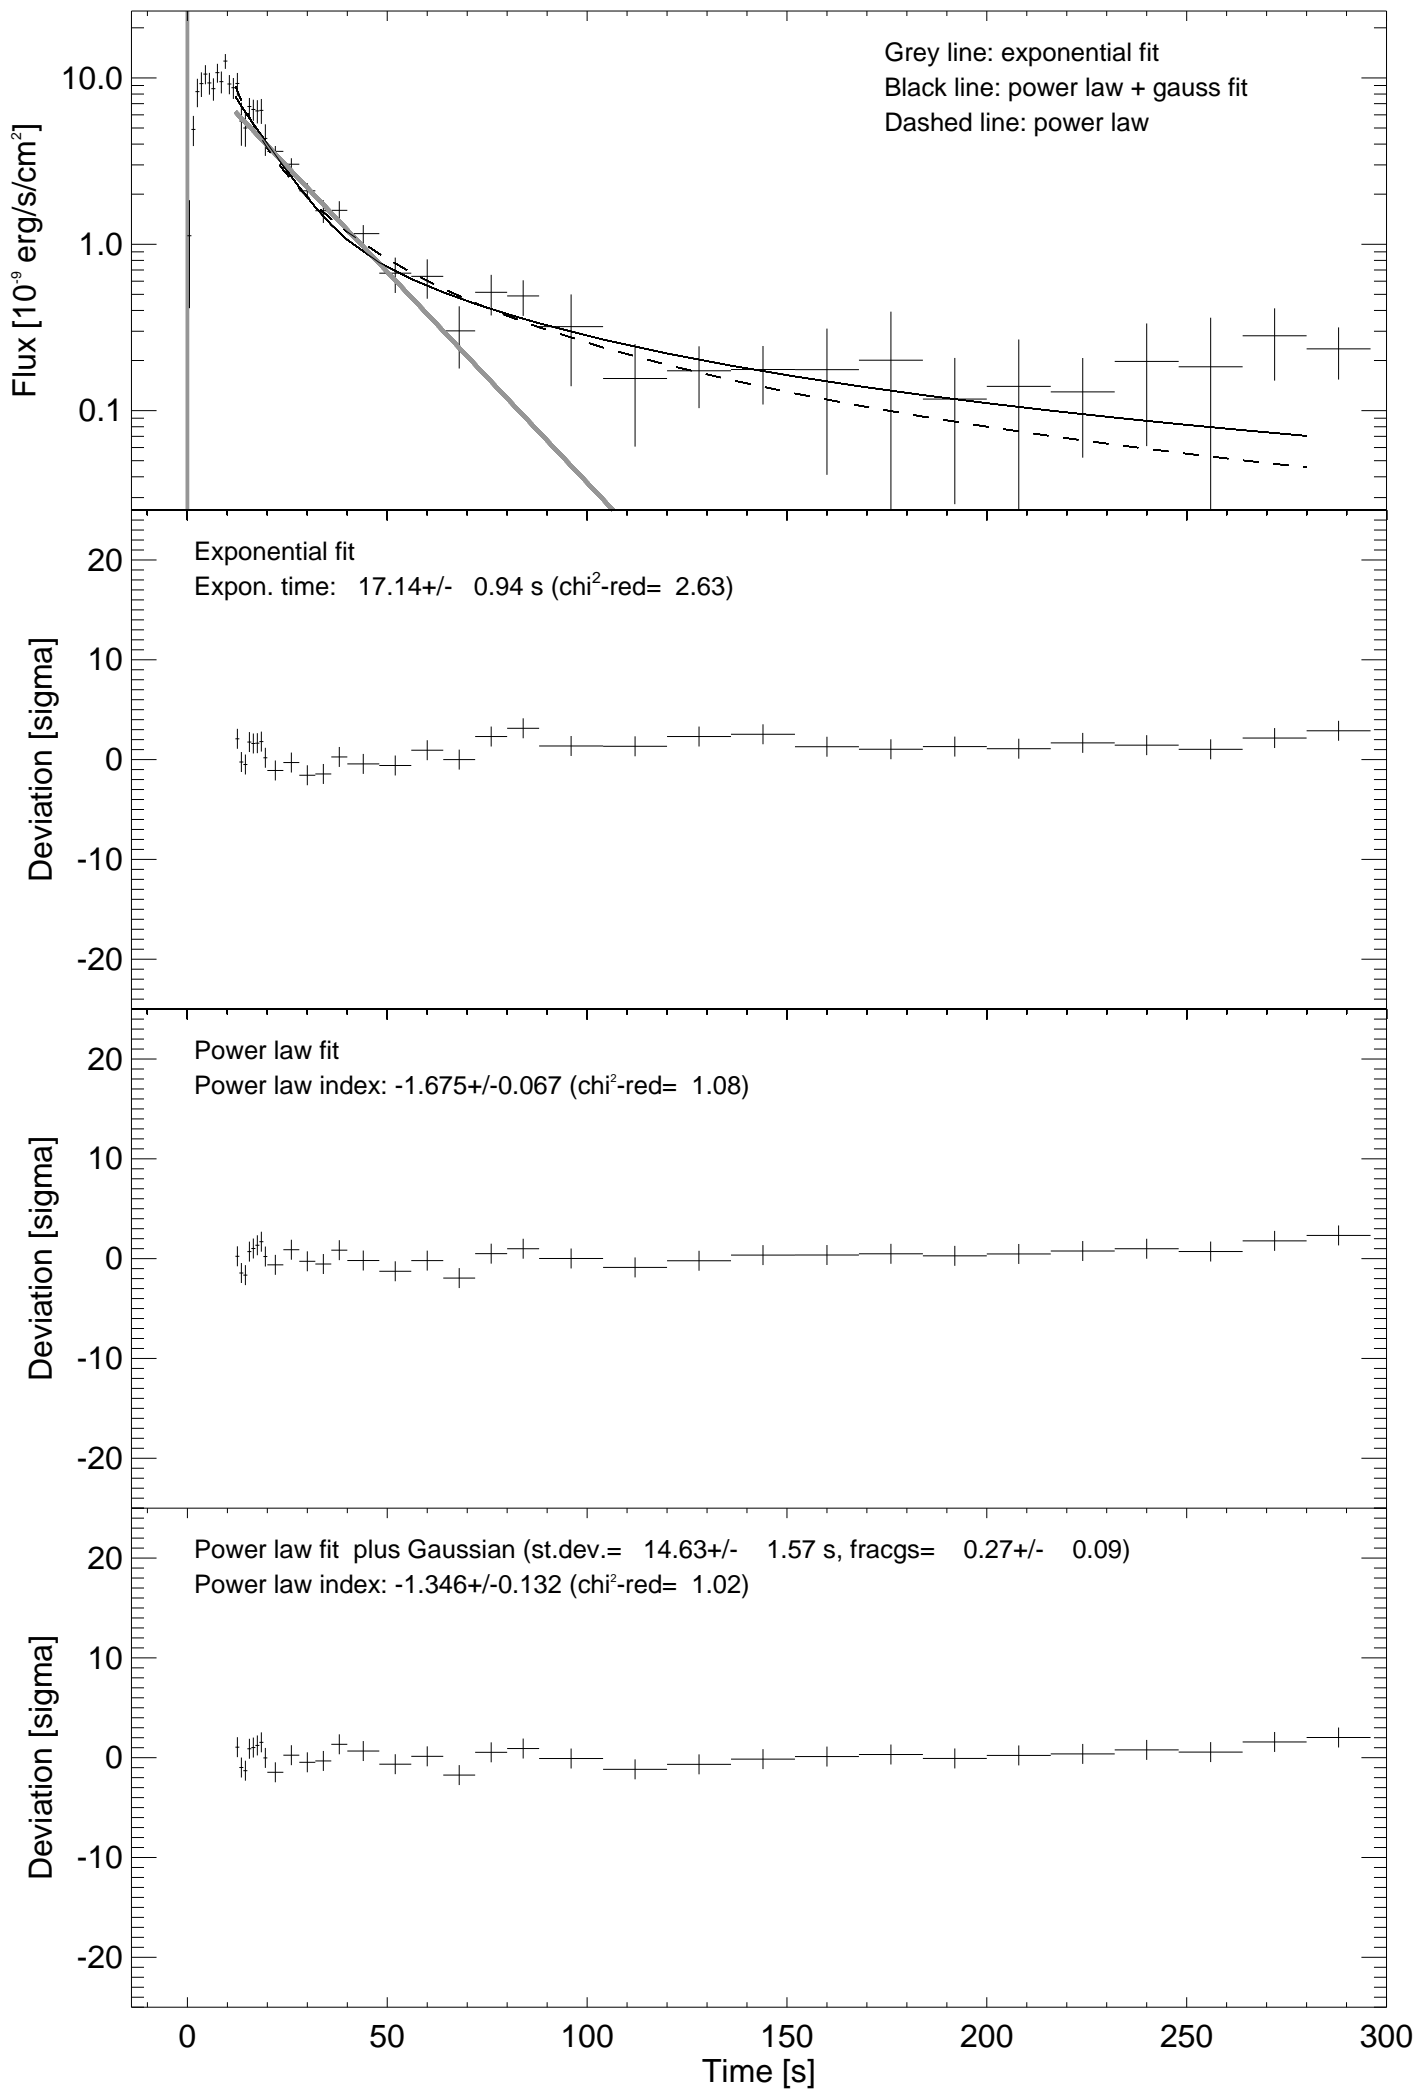 Grey line: exponential fit
Black line: power law + gauss fit
Dashed line: power law
10.0
1.0
0.1
Flux [10⁻⁹ erg/s/cm²]
Exponential fit
Expon. time: 17.14+/- 0.94 s (chi²-red= 2.63)
20
10
0
-10
-20
Deviation [sigma]
Power law fit
Power law index: -1.675+/-0.067 (chi²-red= 1.08)
20
10
0
-10
-20
Deviation [sigma]
Power law fit plus Gaussian (st.dev.= 14.63+/- 1.57 s, fracgs= 0.27+/- 0.09)
Power law index: -1.346+/-0.132 (chi²-red= 1.02)
20
10
0
-10
-20
Deviation [sigma]
0 50 100 150 200 250 300
Time [s]